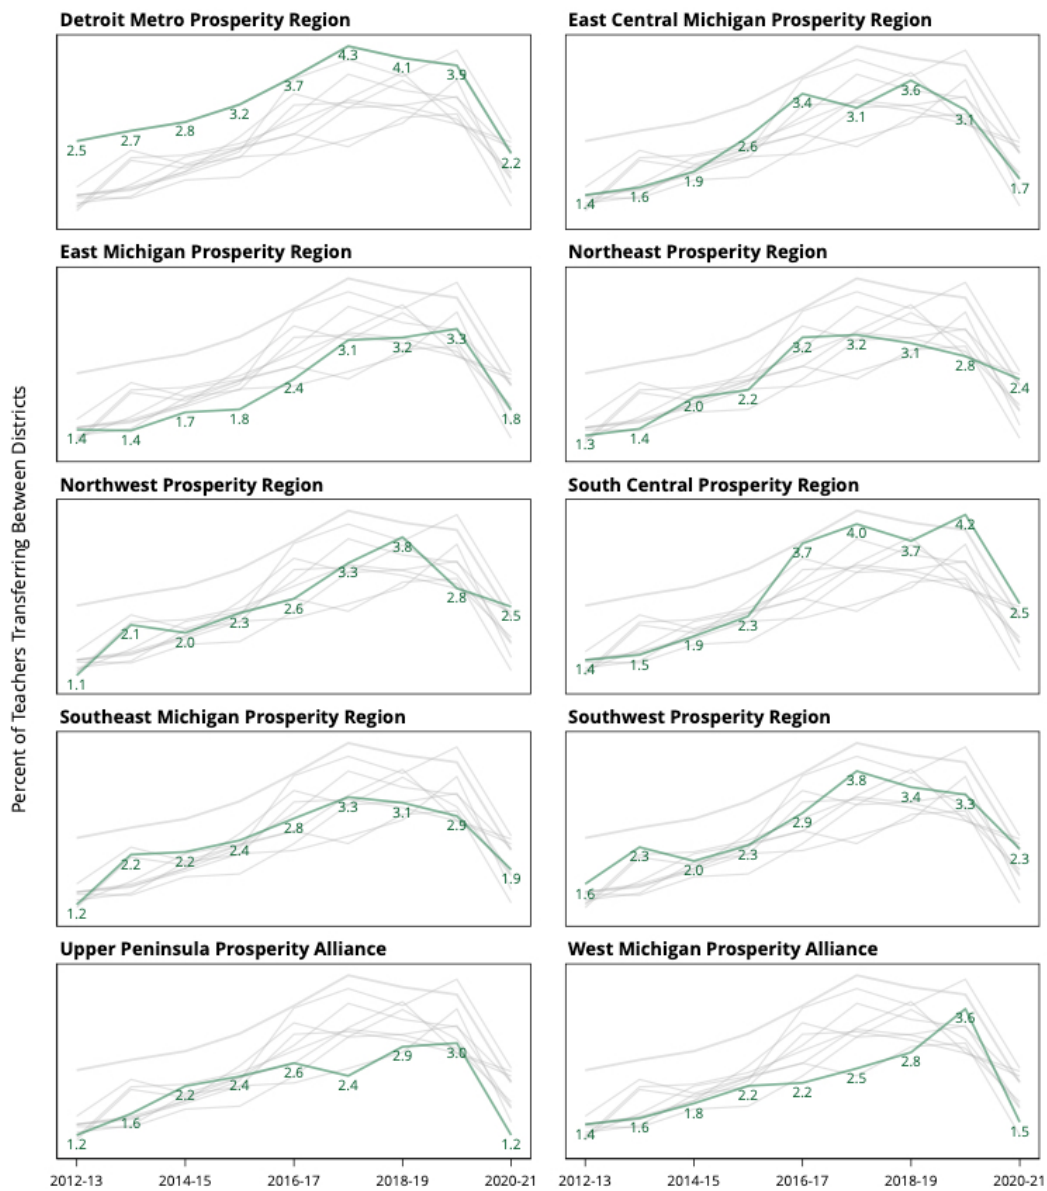 Percent of Teachers Transferring Between Districts
Detroit Metro Prosperity Region
2.5 2.7 2.8 3.2 3.7 4.3 4.1 3.9 2.2
East Central Michigan Prosperity Region
1.4 1.6 1.9 2.6 3.4 3.1 3.6 3.1 1.7
East Michigan Prosperity Region
1.4 1.4 1.7 1.8 2.4 3.1 3.2 3.3 1.8
Northeast Prosperity Region
1.3 1.4 2.0 2.2 3.2 3.2 3.1 2.8 2.4
Northwest Prosperity Region
1.1 2.1 2.0 2.3 2.6 3.3 3.8 2.8 2.5
South Central Prosperity Region
1.4 1.5 1.9 2.3 3.7 4.0 3.7 4.2 2.5
Southeast Michigan Prosperity Region
1.2 2.2 2.2 2.4 2.8 3.3 3.1 2.9 1.9
Southwest Prosperity Region
1.6 2.3 2.0 2.3 2.9 3.8 3.4 3.3 2.3
Upper Peninsula Prosperity Alliance
1.2 1.6 2.2 2.4 2.6 2.4 2.9 3.0 1.2
West Michigan Prosperity Alliance
1.4 1.6 1.8 2.2 2.2 2.5 2.8 3.6 1.5
2012-13 2014-15 2016-17 2018-19 2020-21
2012-13 2014-15 2016-17 2018-19 2020-21